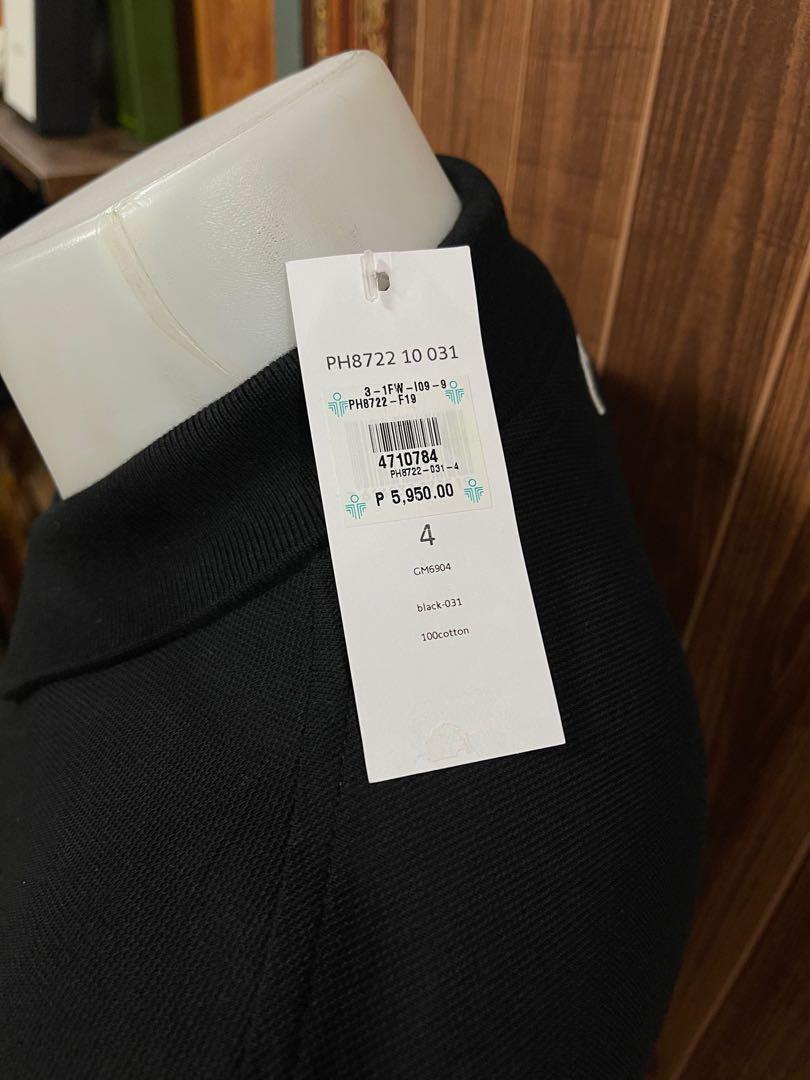 PH8722 10 031
3-1FW-I09-9
PH8722-F19
4710784
PH8722-031-4
₱ 5,950.00
4
GM6904
black-031
100cotton